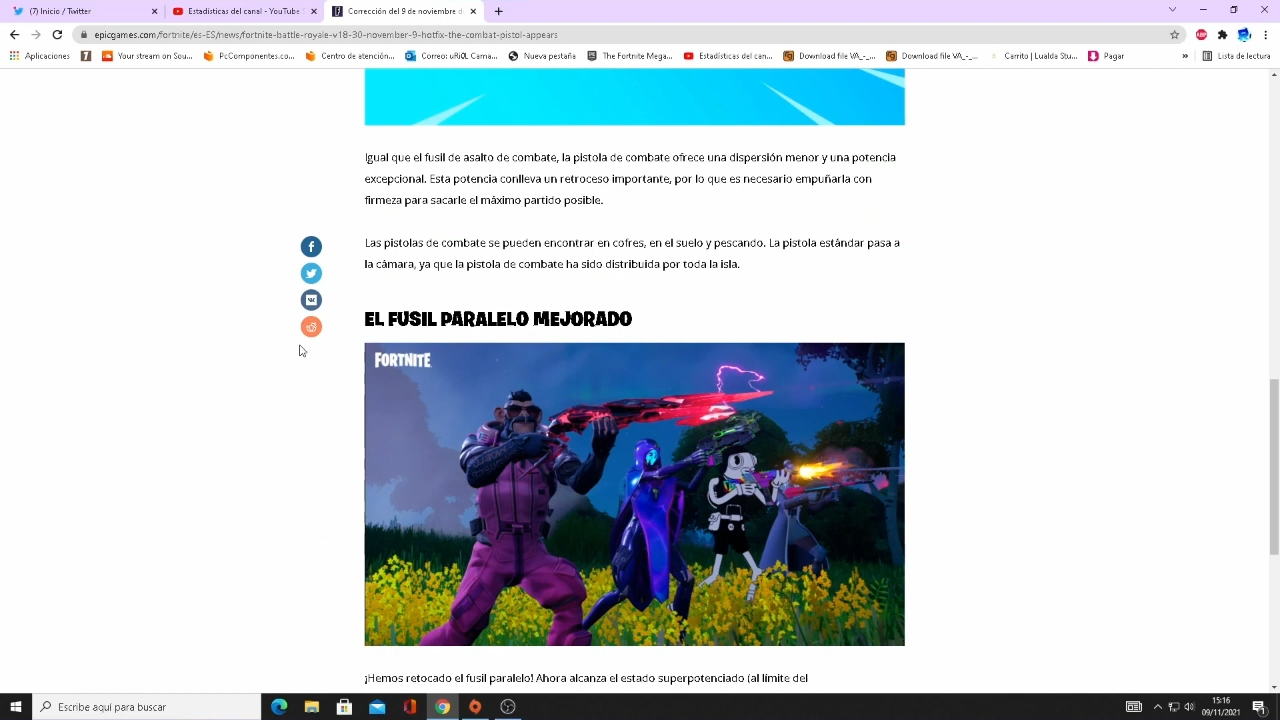 (7) Inicio / Twitter
Estadísticas del canal - YouTube S
Corrección del 9 de noviembre d
epicgames.com/fortnite/es-ES/news/fortnite-battle-royale-v18-30-november-9-hotfix-the-combat-pistol-appears
Aplicaciones
Your stream on Sou...
PcComponentes.co...
Centro de atención...
Correo: uRi0L Cama...
Nueva pestaña
The Fortnite Mega...
Estadísticas del can...
Download file VA_-_...
Download file VA_-_...
Carrito | Lualda Stu...
Pagar
»
Lista de lectura
Igual que el fusil de asalto de combate, la pistola de combate ofrece una dispersión menor y una potencia
excepcional. Esta potencia conlleva un retroceso importante, por lo que es necesario empuñarla con
firmeza para sacarle el máximo partido posible.
Las pistolas de combate se pueden encontrar en cofres, en el suelo y pescando. La pistola estándar pasa a
la cámara, ya que la pistola de combate ha sido distribuida por toda la isla.
EL FUSIL PARALELO MEJORADO
FORTNITE
¡Hemos retocado el fusil paralelo! Ahora alcanza el estado superpotenciado (al límite del
Escribe aquí para buscar
15:16
09/11/2021